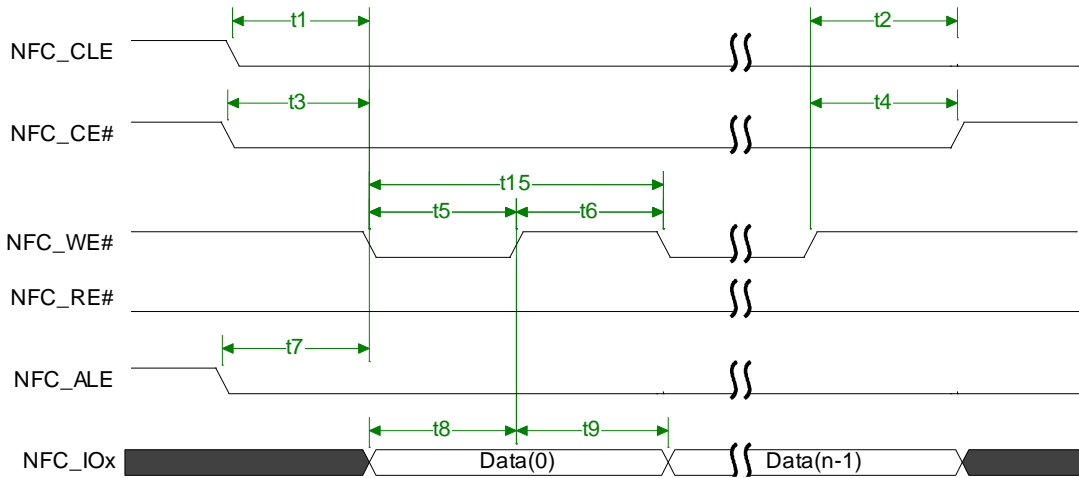 t1
t2
NFC_CLE
t3
t4
NFC_CE#
t15
t5
t6
NFC_WE#
NFC_RE#
t7
NFC_ALE
t8
t9
NFC_IOx
Data(0)
Data(n-1)